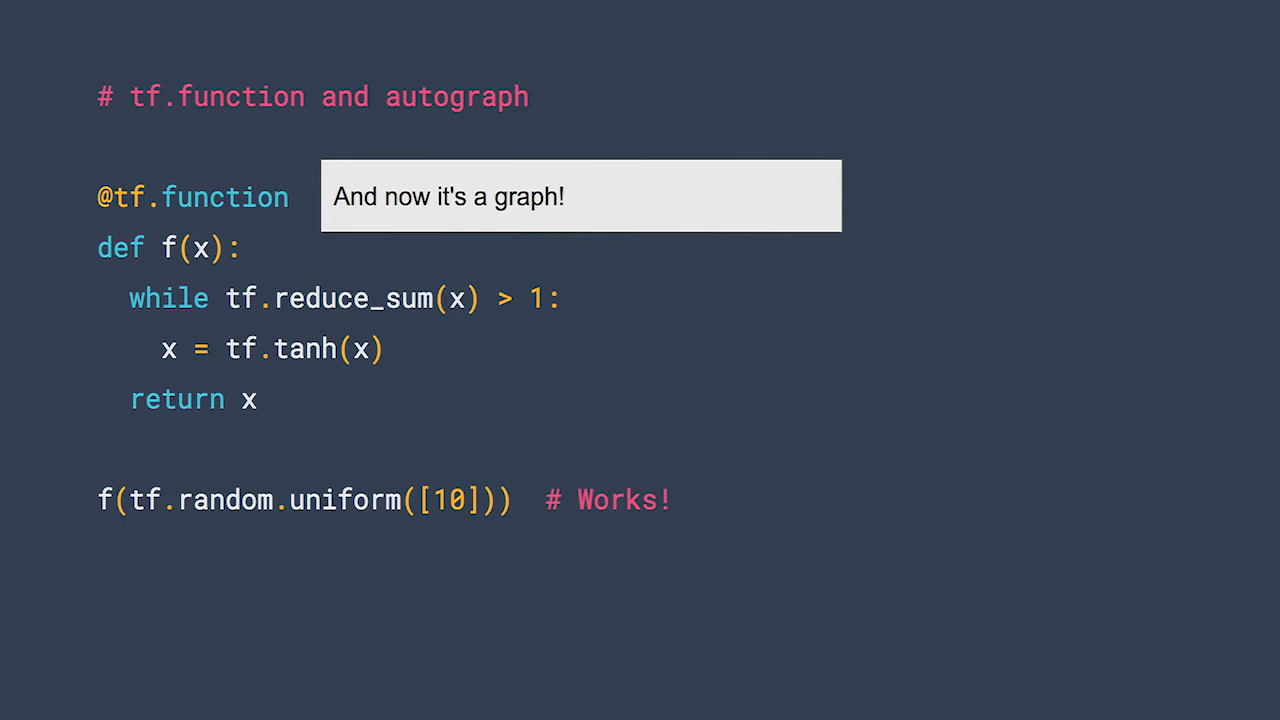 # tf.function and autograph
@tf.function
And now it's a graph!
def f(x):
while tf.reduce_sum(x) > 1:
x = tf.tanh(x)
return x
f(tf.random.uniform([10])) # Works!